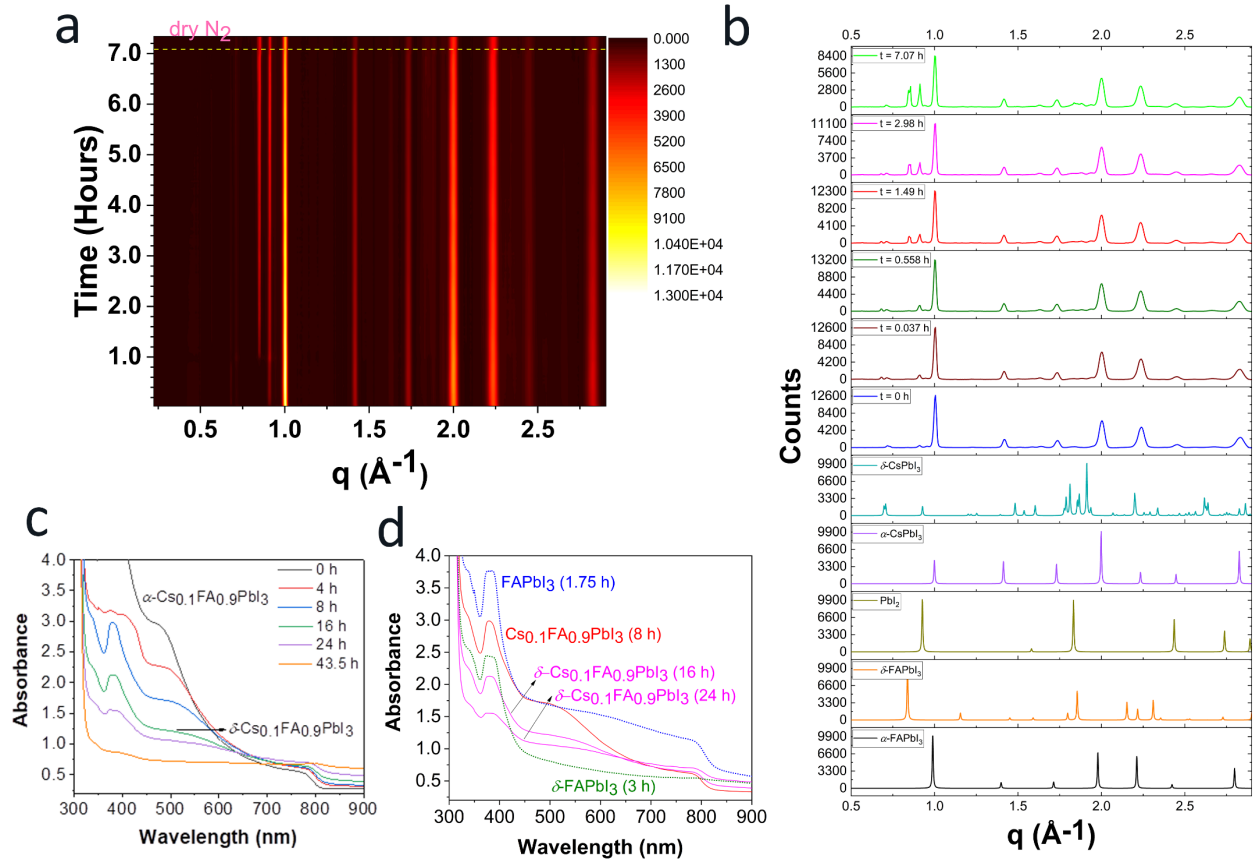 a
dry N2
7.0
6.0
5.0
4.0
3.0
2.0
1.0
Time (Hours)
0.5
1.0
1.5
2.0
2.5
q (Å-1)
0.000
1300
2600
3900
5200
6500
7800
9100
1.040E+04
1.170E+04
1.300E+04
b
0.5
1.0
1.5
2.0
2.5
t = 7.07 h
8400
5600
2800
0
t = 2.98 h
11100
7400
3700
0
t = 1.49 h
12300
8200
4100
0
t = 0.558 h
13200
8800
4400
0
t = 0.037 h
12600
8400
4200
0
t = 0 h
12600
8400
4200
0
δ-CsPbI3
9900
6600
3300
0
α-CsPbI3
9900
6600
3300
0
PbI2
9900
6600
3300
0
δ-FAPbI3
9900
6600
3300
0
α-FAPbI3
9900
6600
3300
0
Counts
0.5
1.0
1.5
2.0
2.5
q (Å-1)
c
4.0
3.5
3.0
2.5
2.0
1.5
1.0
0.5
Absorbance
α-Cs0.1FA0.9PbI3
0 h
4 h
8 h
16 h
24 h
43.5 h
δ-Cs0.1FA0.9PbI3
300
400
500
600
700
800
900
Wavelength (nm)
d
4.0
3.5
3.0
2.5
2.0
1.5
1.0
0.5
Absorbance
FAPbI3 (1.75 h)
Cs0.1FA0.9PbI3 (8 h)
δ–Cs0.1FA0.9PbI3 (16 h)
δ–Cs0.1FA0.9PbI3 (24 h)
δ-FAPbI3 (3 h)
300
400
500
600
700
800
900
Wavelength (nm)